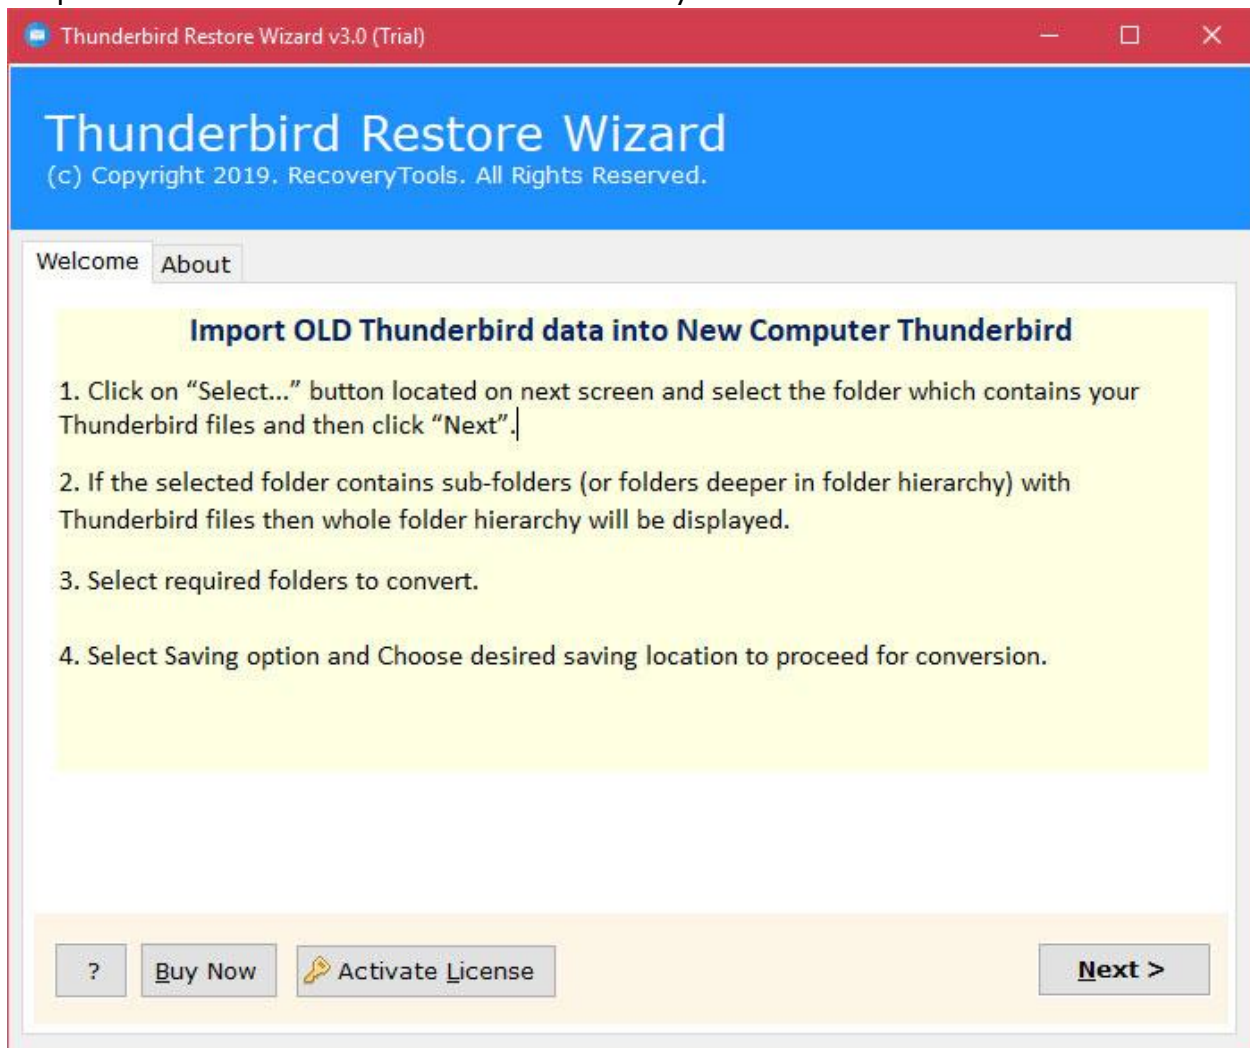 Thunderbird Restore Wizard v3.0 (Trial)
Thunderbird Restore Wizard
(c) Copyright 2019. RecoveryTools. All Rights Reserved.
Welcome About
Import OLD Thunderbird data into New Computer Thunderbird
1. Click on “Select...” button located on next screen and select the folder which contains your
Thunderbird files and then click “Next”.
2. If the selected folder contains sub-folders (or folders deeper in folder hierarchy) with
Thunderbird files then whole folder hierarchy will be displayed.
3. Select required folders to convert.
4. Select Saving option and Choose desired saving location to proceed for conversion.
? Buy Now Activate License Next >